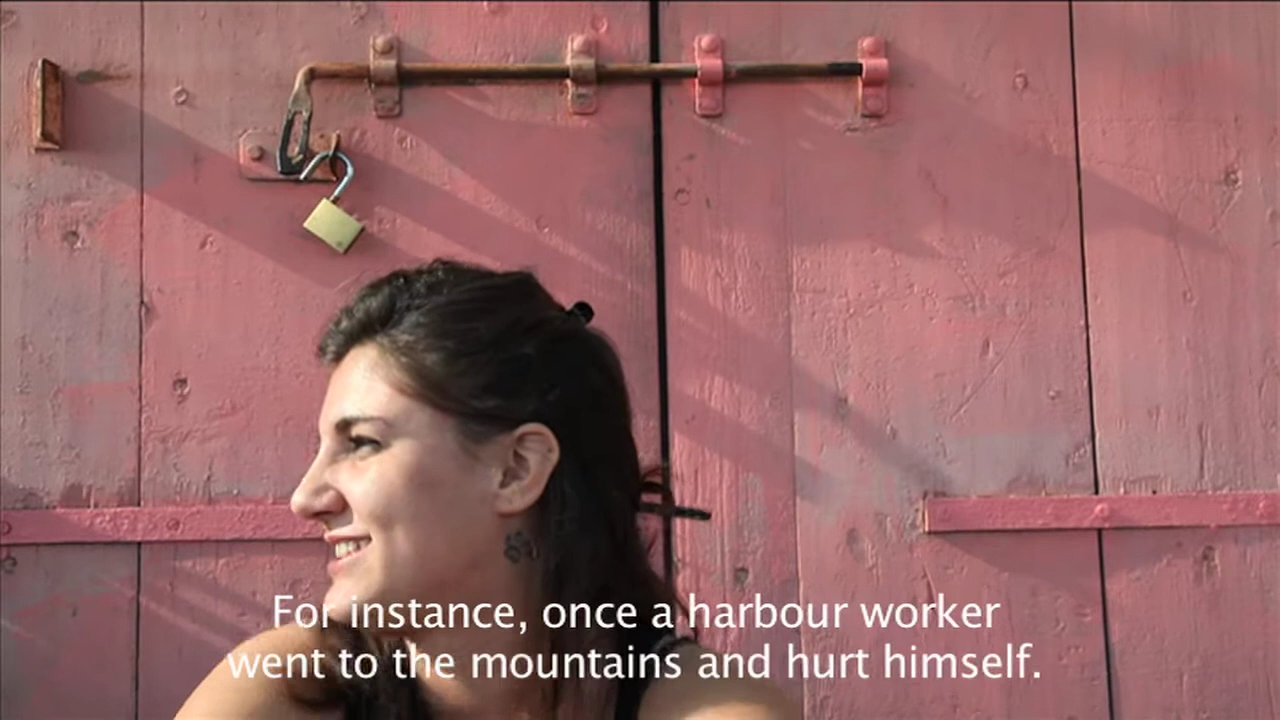 For instance, once a harbour worker
went to the mountains and hurt himself.